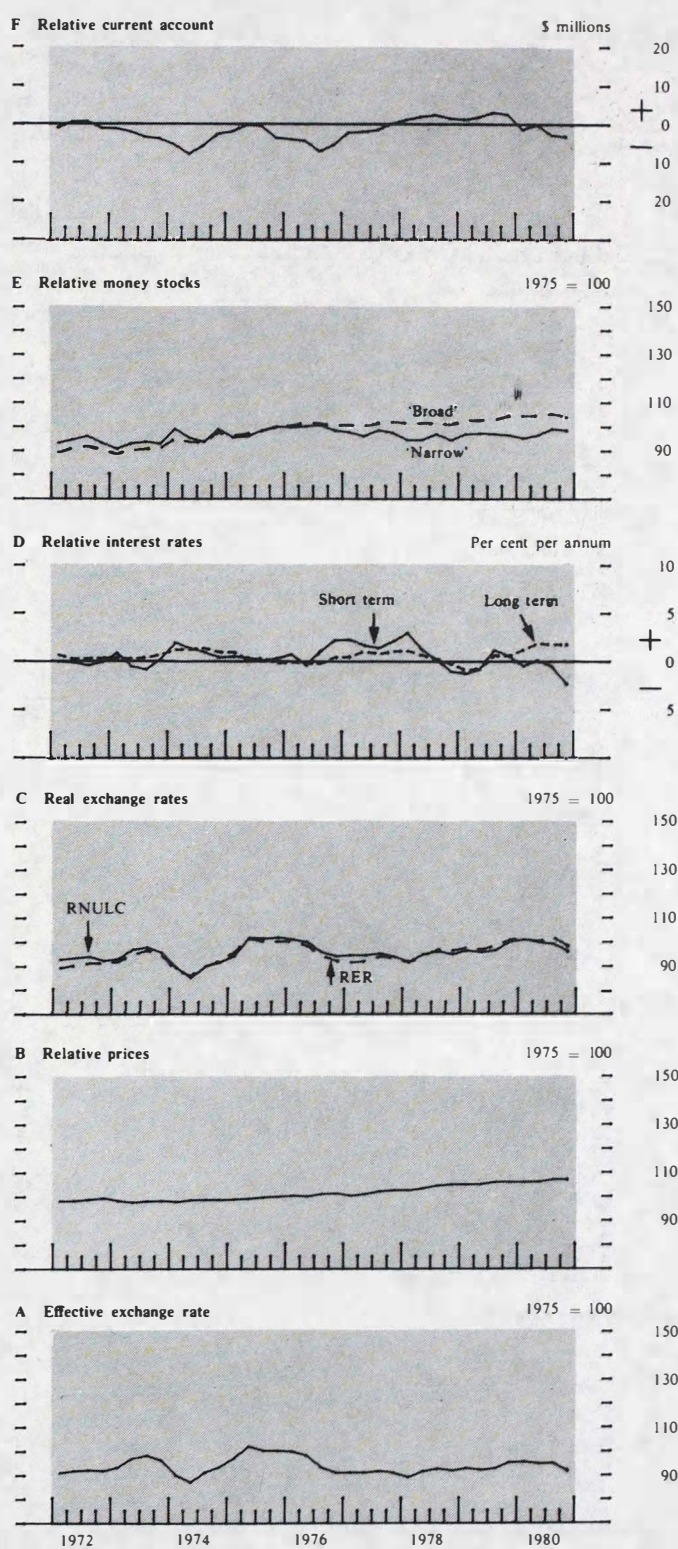 F Relative current account $ millions
20
10
+
0
−
10
20
E Relative money stocks 1975 = 100
150
130
110
'Broad'
'Narrow'
90
D Relative interest rates Per cent per annum
10
Short term Long term
5
+
0
−
5
C Real exchange rates 1975 = 100
150
130
110
RNULC
90
RER
B Relative prices 1975 = 100
150
130
110
90
A Effective exchange rate 1975 = 100
150
130
110
90
1972 1974 1976 1978 1980